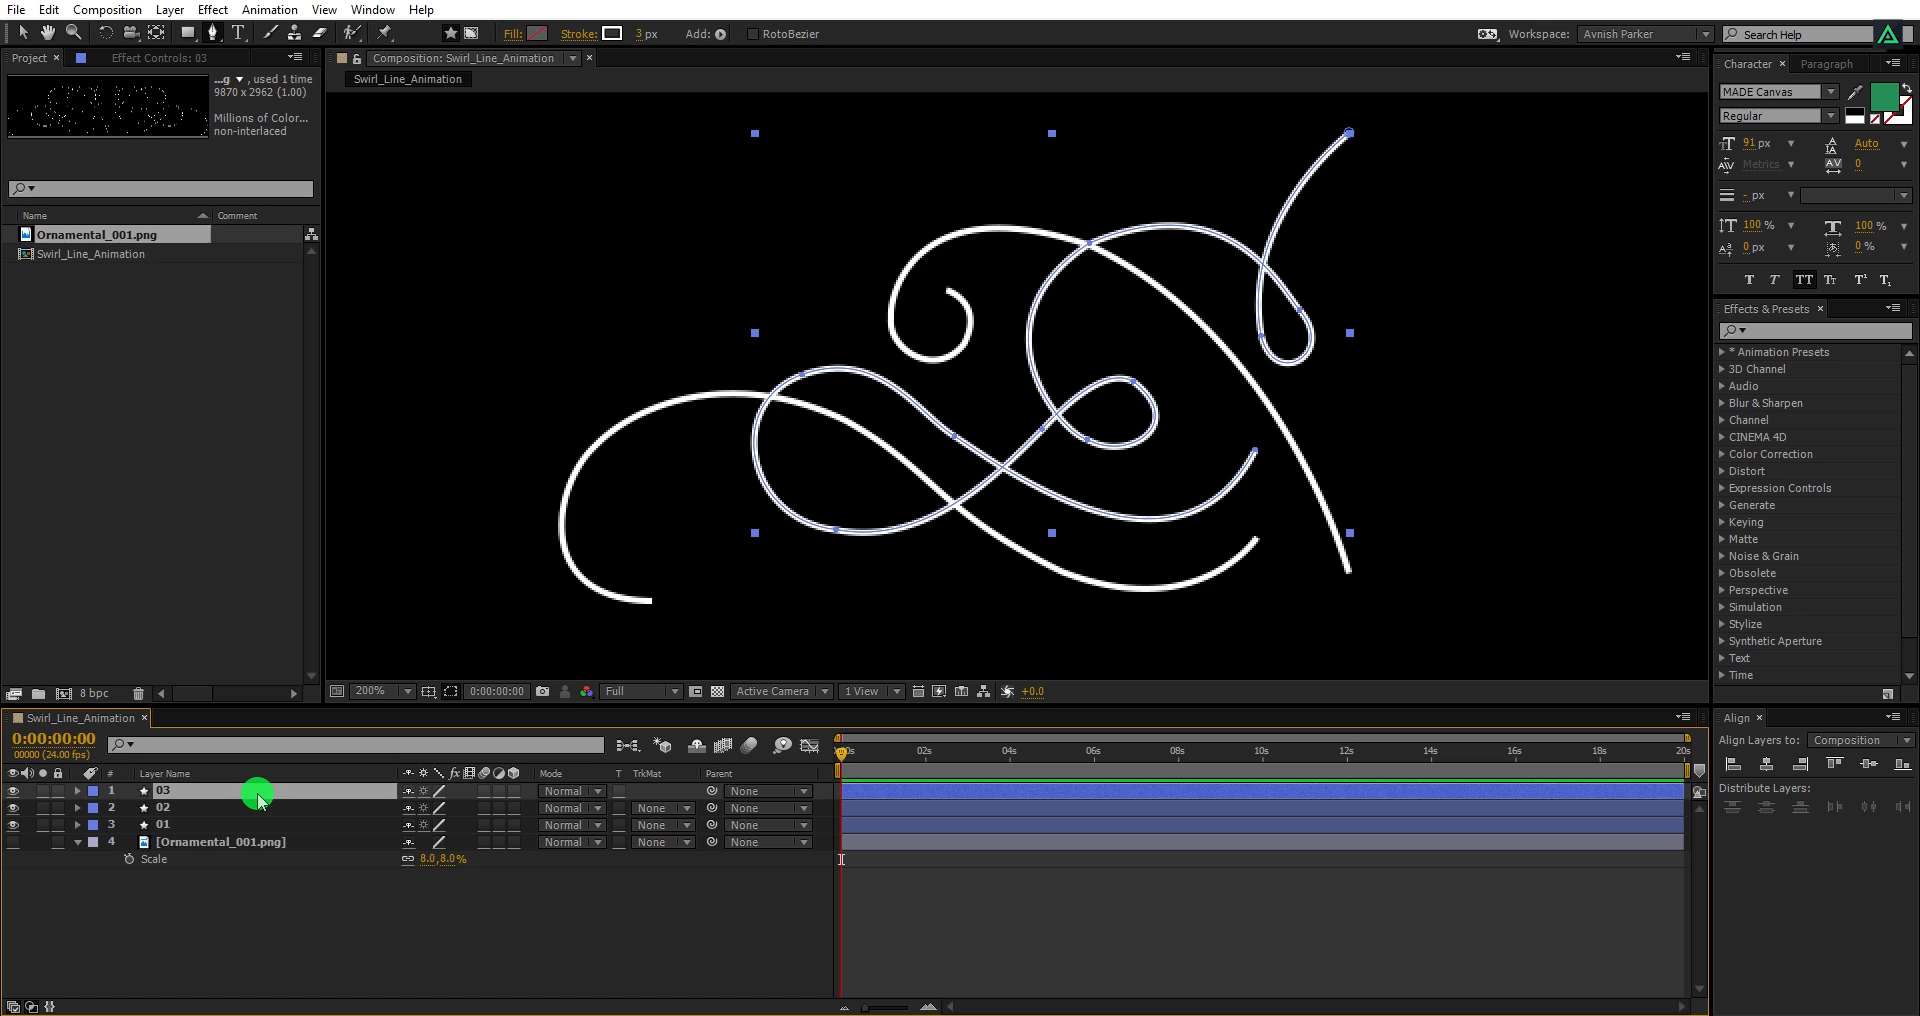 File Edit Composition Layer Effect Animation View Window Help
Fill: Stroke: 3 px Add: RotoBezier Workspace: Avnish Parker Search Help
Project Effect Controls: 03
...g , used 1 time
9870 x 2962 (1.00)
Millions of Color...
non-interlaced
Name Comment
Ornamental_001.png
Swirl_Line_Animation
8 bpc
Composition: Swirl_Line_Animation
Swirl_Line_Animation
200% 0:00:00:00 Full Active Camera 1 View +0.0
Character Paragraph
MADE Canvas
Regular
91 px Auto
Metrics 0
- px
100 % 100 %
0 px 0 %
T T TT Tt T¹ T₁
Effects & Presets
* Animation Presets
3D Channel
Audio
Blur & Sharpen
Channel
CINEMA 4D
Color Correction
Distort
Expression Controls
Generate
Keying
Matte
Noise & Grain
Obsolete
Perspective
Simulation
Stylize
Synthetic Aperture
Text
Time
Swirl_Line_Animation
0:00:00:00
00000 (24.00 fps)
02s 04s 06s 08s 10s 12s 14s 16s 18s 20s
# Layer Name fx Mode T TrkMat Parent
1 03 Normal None
2 02 Normal None None
3 01 Normal None None
4 [Ornamental_001.png] Normal None None
Scale 8.0,8.0%
Align
Align Layers to: Composition
Distribute Layers: